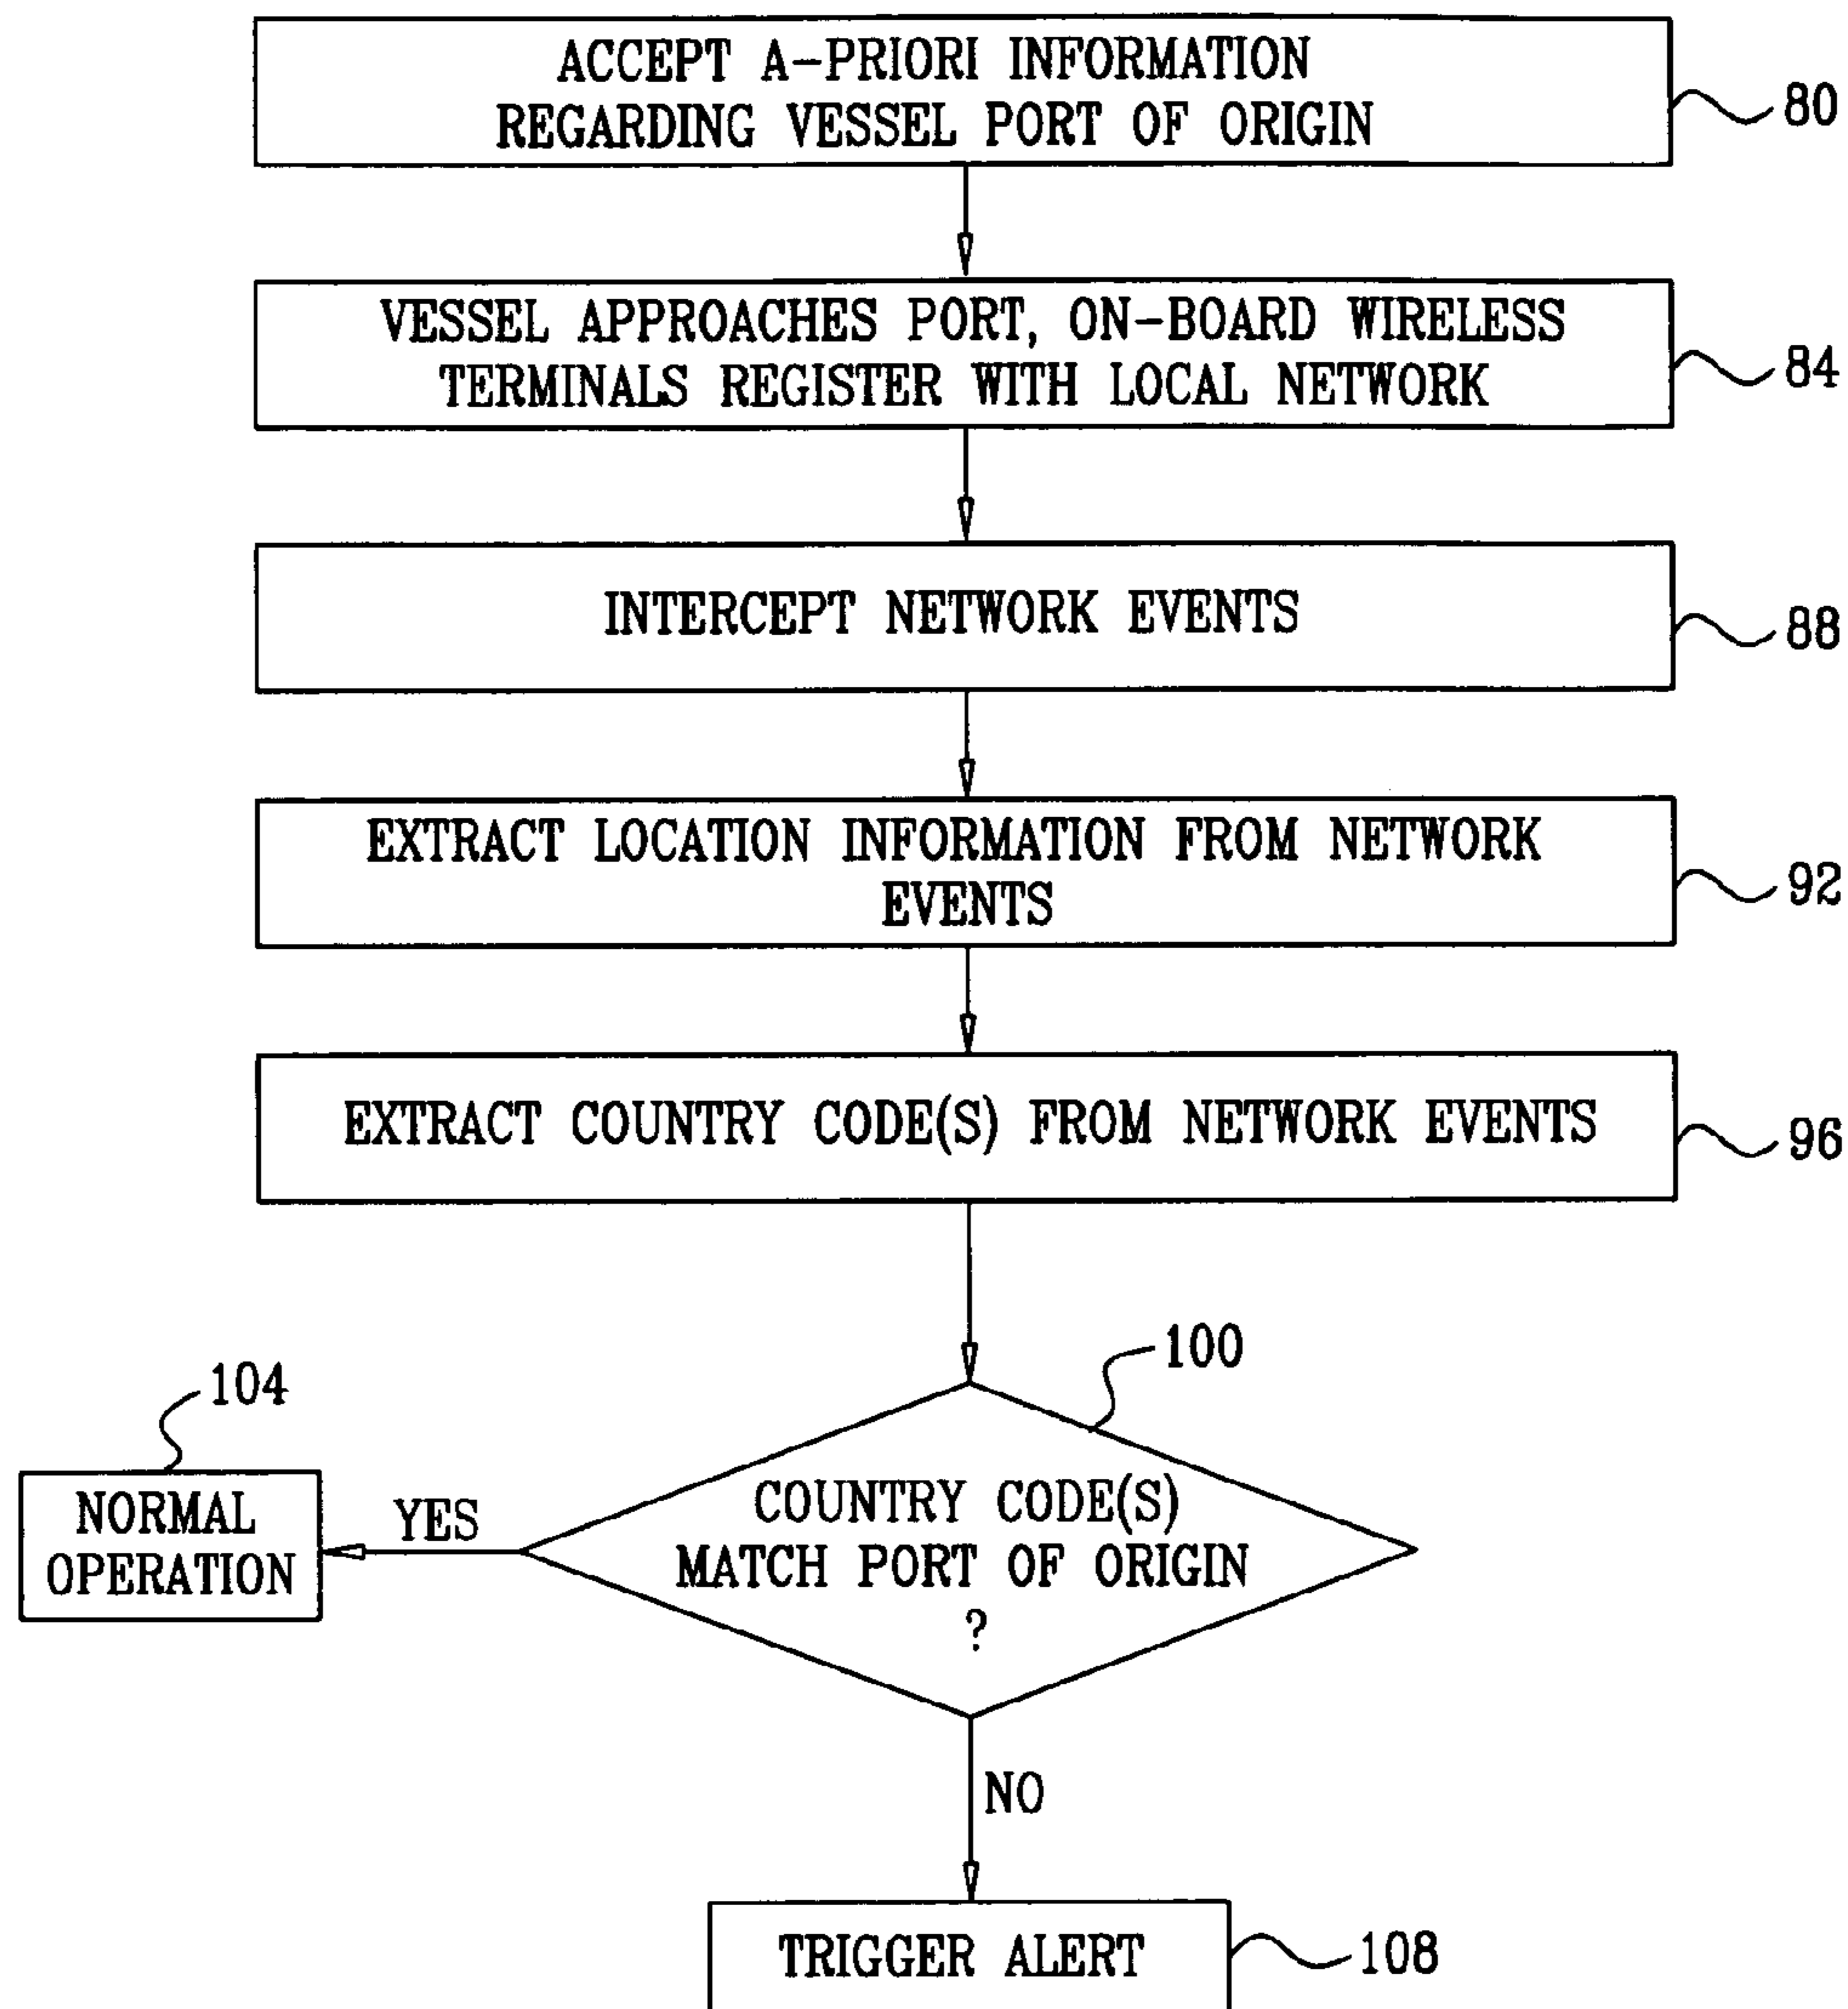 ACCEPT A-PRIORI INFORMATION
REGARDING VESSEL PORT OF ORIGIN
80
VESSEL APPROACHES PORT, ON-BOARD WIRELESS
TERMINALS REGISTER WITH LOCAL NETWORK
84
INTERCEPT NETWORK EVENTS
88
EXTRACT LOCATION INFORMATION FROM NETWORK
EVENTS
92
EXTRACT COUNTRY CODE(S) FROM NETWORK EVENTS
96
100
104
COUNTRY CODE(S)
MATCH PORT OF ORIGIN
?
YES
NORMAL
OPERATION
NO
TRIGGER ALERT
108